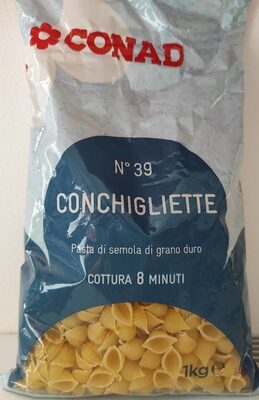 CONAD
N° 39
CONCHIGLIETTE
Pasta di semola di grano duro
COTTURA 8 MINUTI
1kg e